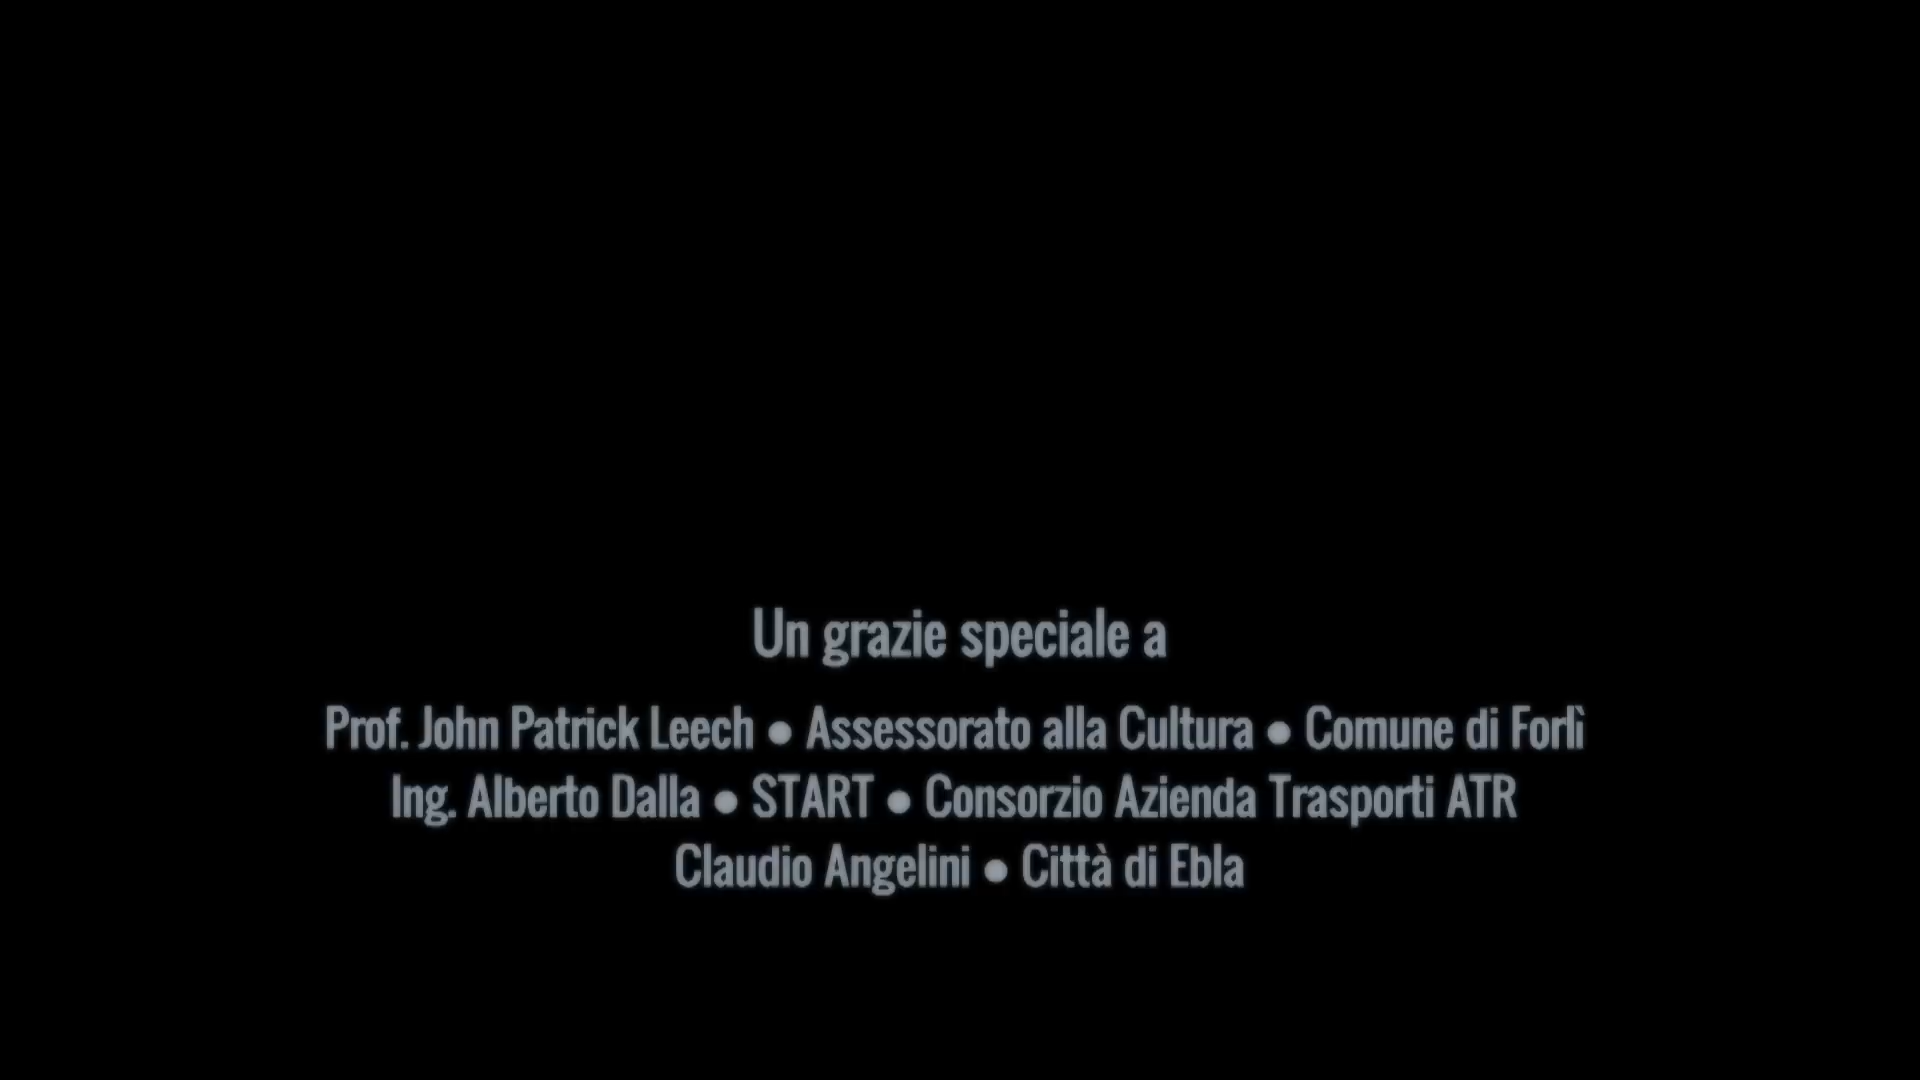 Un grazie speciale a
Prof. John Patrick Leech ● Assessorato alla Cultura ● Comune di Forlì
Ing. Alberto Dalla ● START ● Consorzio Azienda Trasporti ATR
Claudio Angelini ● Città di Ebla